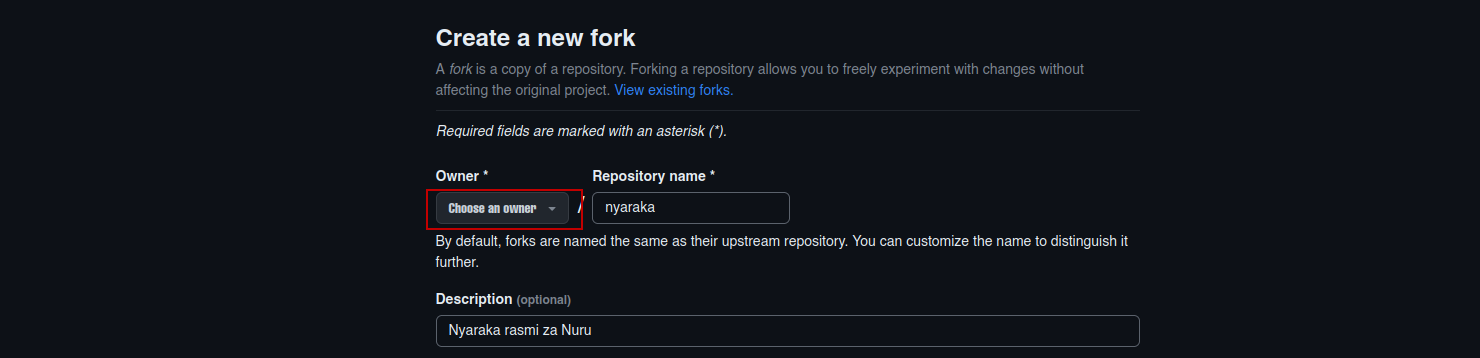 Create a new fork
A fork is a copy of a repository. Forking a repository allows you to freely experiment with changes without
affecting the original project. View existing forks.
Required fields are marked with an asterisk (*).
Owner * Repository name *
Choose an owner / nyaraka
By default, forks are named the same as their upstream repository. You can customize the name to distinguish it
further.
Description (optional)
Nyaraka rasmi za Nuru